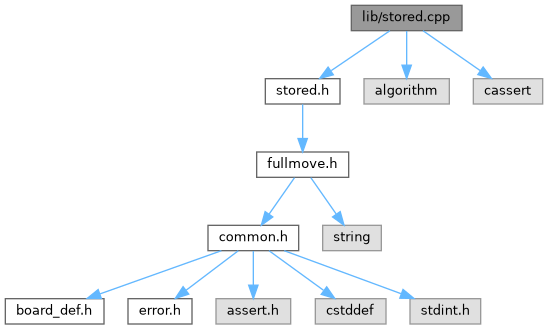 lib/stored.cpp
stored.h
algorithm
cassert
fullmove.h
common.h
string
board_def.h
error.h
assert.h
cstddef
stdint.h